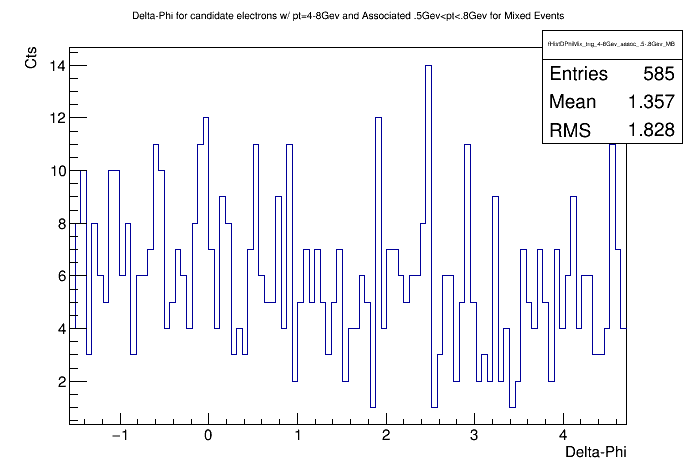 Delta-Phi for candidate electrons w/ pt=4-8Gev and Associated .5Gev<pt<.8Gev for Mixed Events
Cts
fHistDPhiMix_trig_4-8Gev_assoc_.5-.8Gev_MB
Entries 585
Mean 1.357
RMS 1.828
14
12
10
8
6
4
2
−1 0 1 2 3 4
Delta-Phi